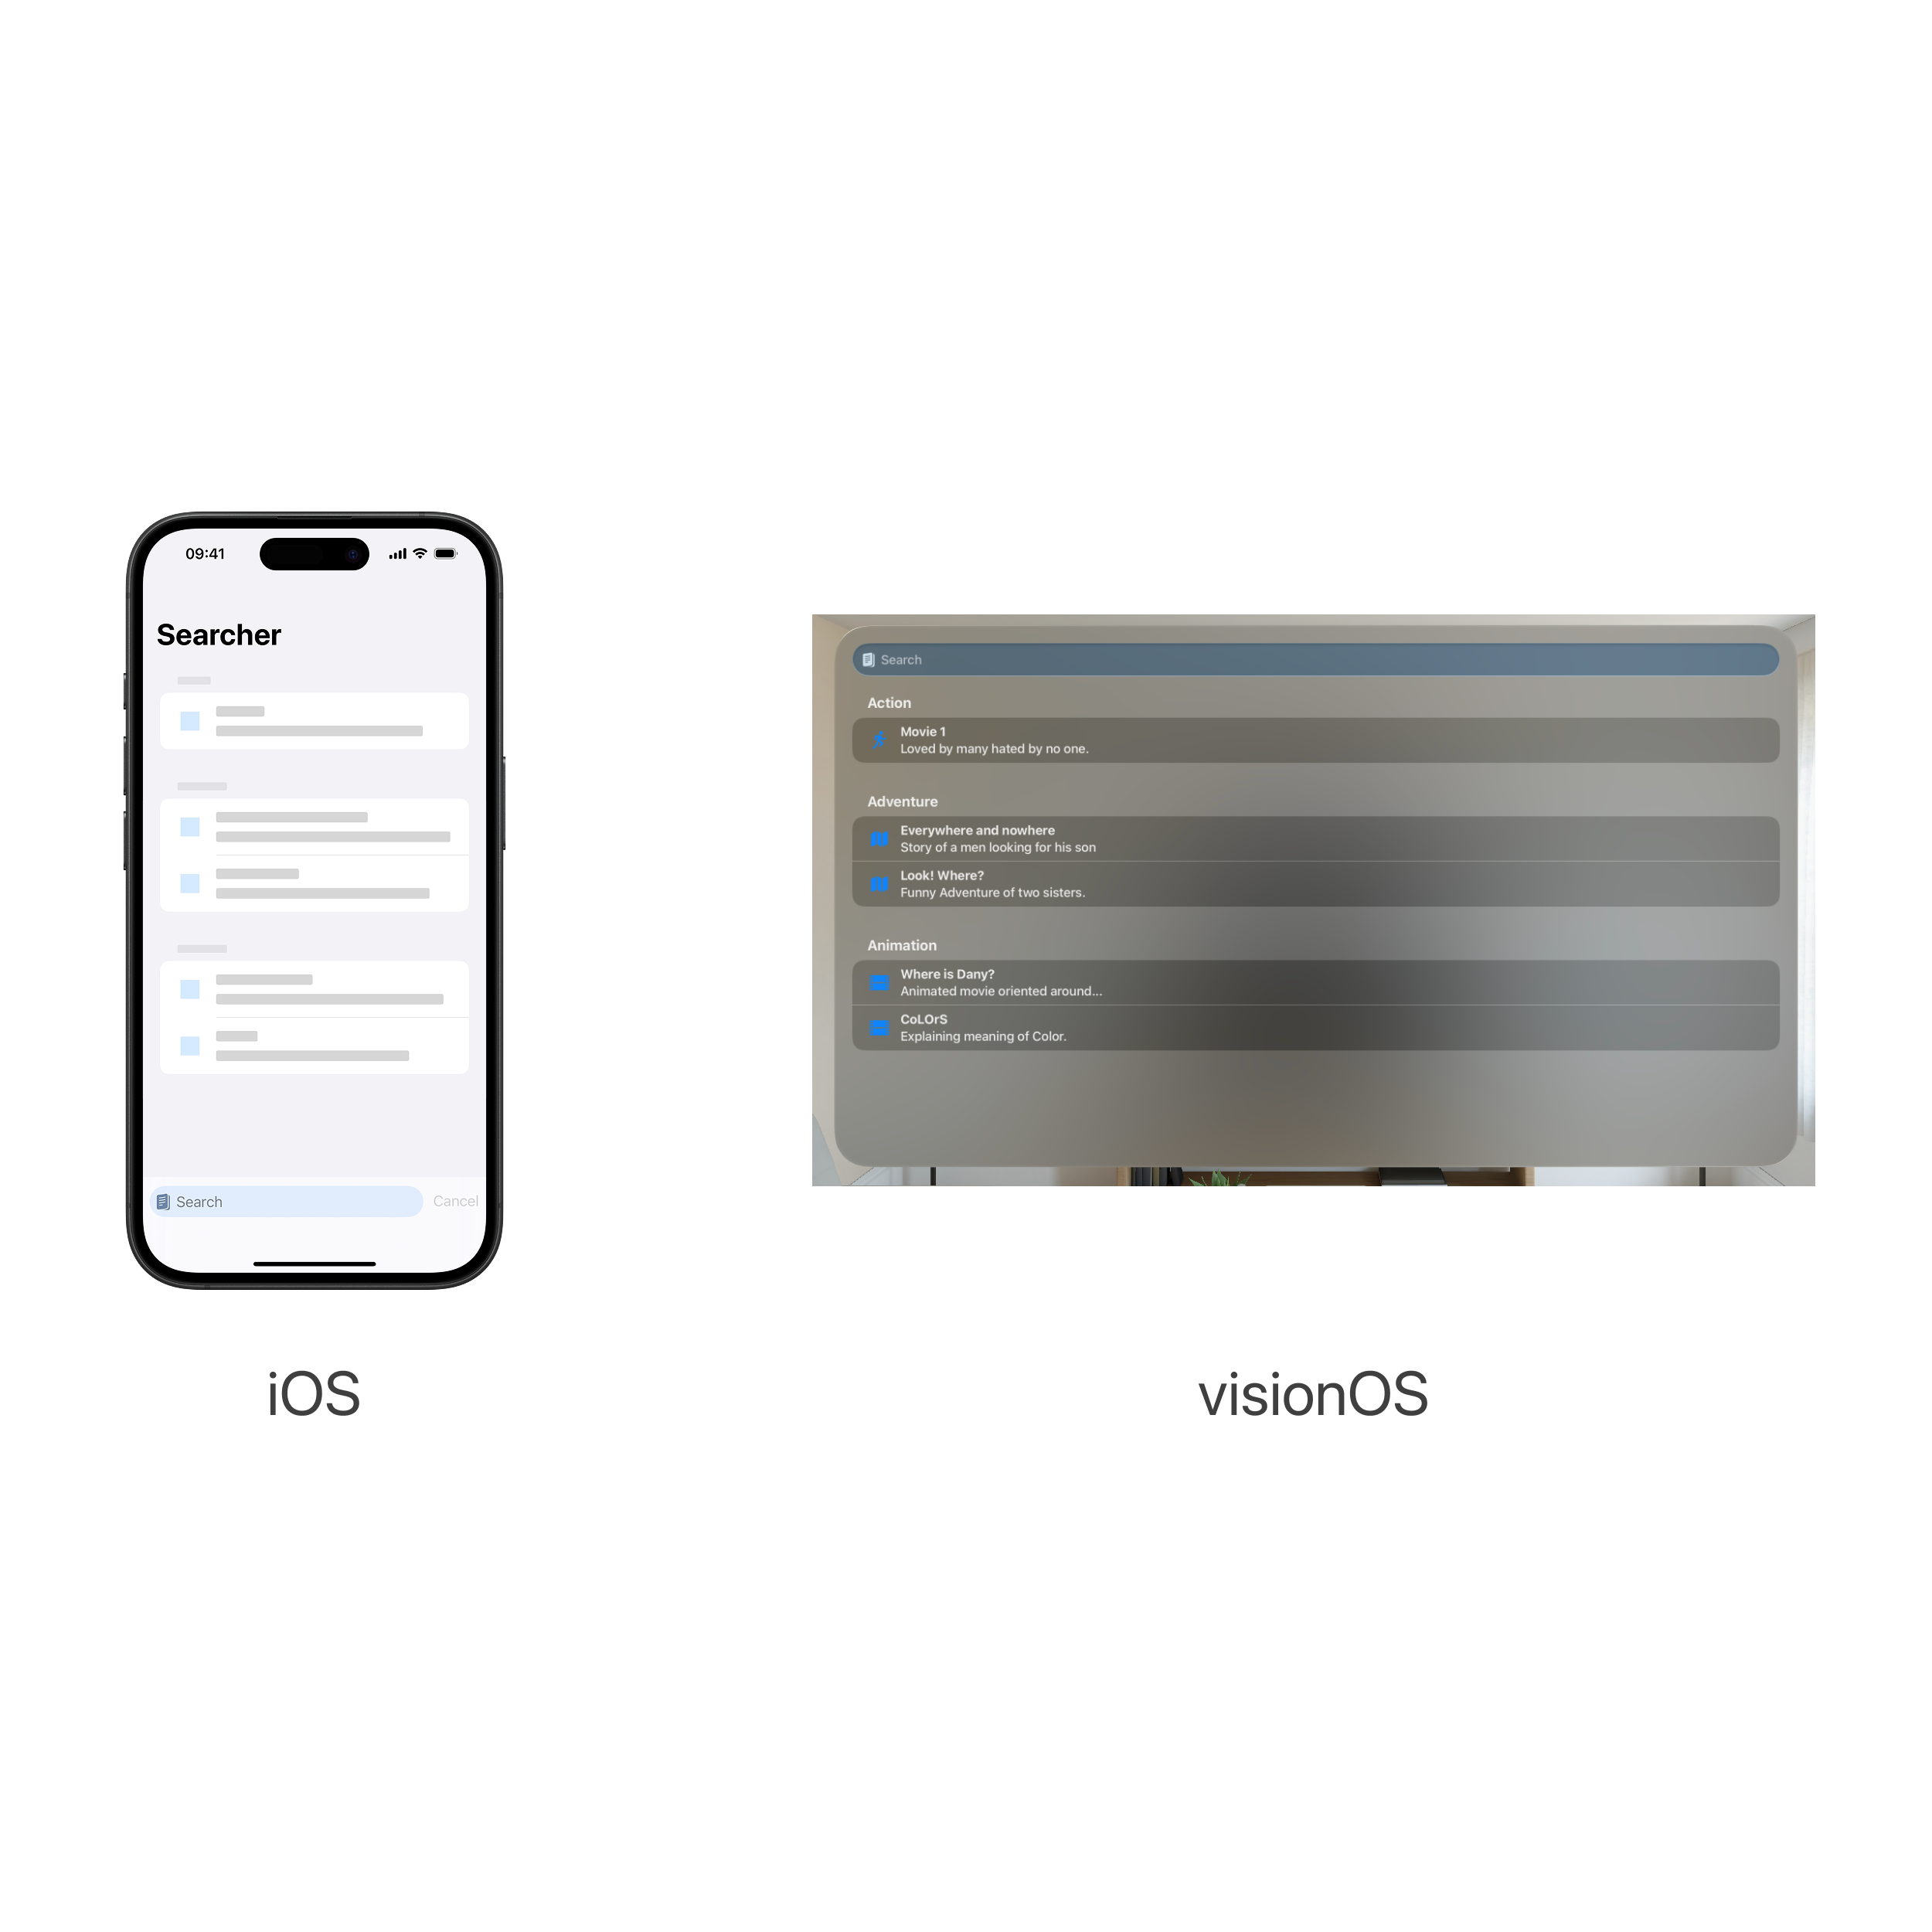 09:41
Searcher
Search
Cancel
iOS
Search
Action
Movie 1
Loved by many hated by no one.
Adventure
Everywhere and nowhere
Story of a men looking for his son
Look! Where?
Funny Adventure of two sisters.
Animation
Where is Dany?
Animated movie oriented around...
CoLOrS
Explaining meaning of Color.
visionOS